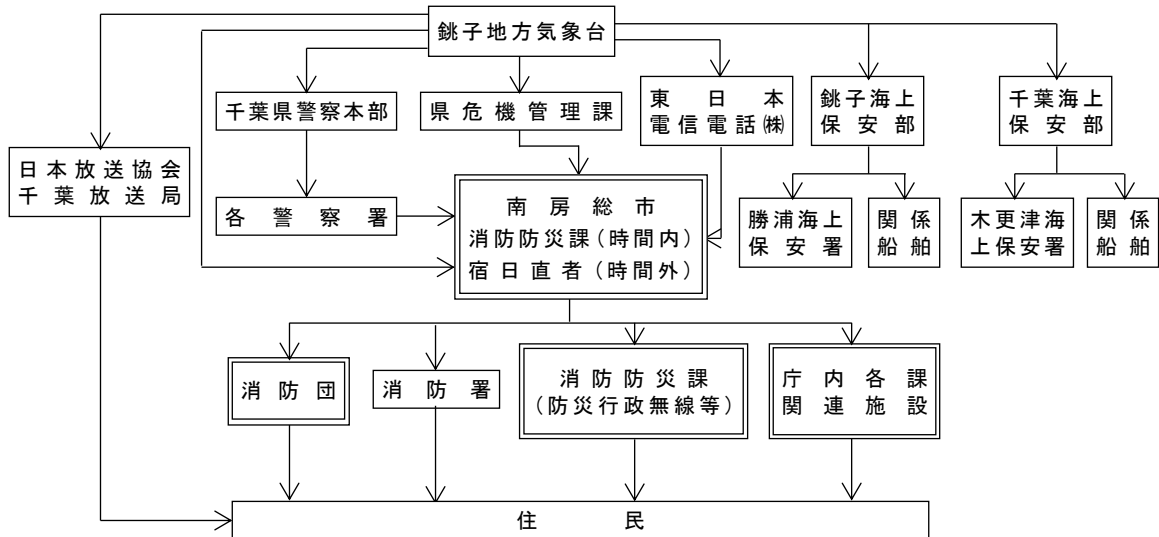 銚子地方気象台
千葉県警察本部
県危機管理課
東日本
電信電話㈱
銚子海上
保安部
千葉海上
保安部
日本放送協会
千葉放送局
各警察署
南房総市
消防防災課(時間内)
宿日直者(時間外)
勝浦海上
保安署
関係
船舶
木更津海
上保安署
関係
船舶
消防団
消防署
消防防災課
(防災行政無線等)
庁内各課
関連施設
住民